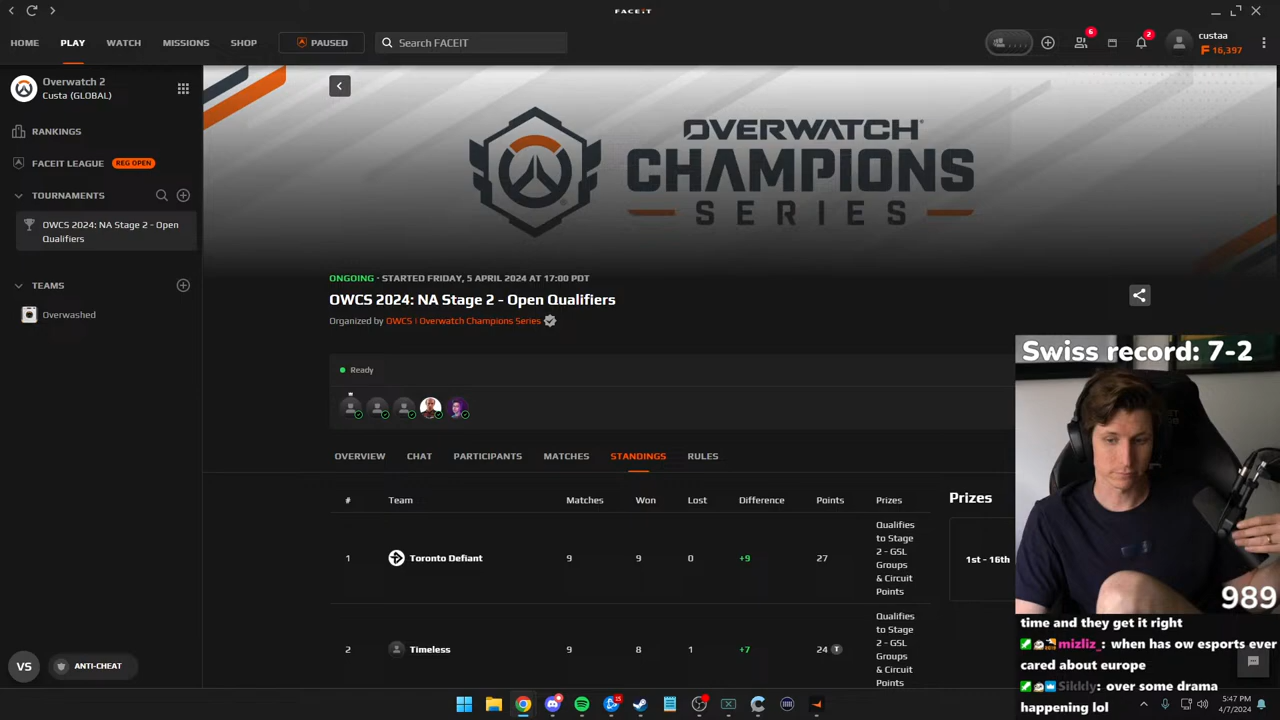 FACEIT
HOME PLAY WATCH MISSIONS SHOP PAUSED Search FACEIT 6 2 custaa
16,397
Overwatch 2
Custa (GLOBAL)
RANKINGS
FACEIT LEAGUE REG OPEN
TOURNAMENTS
OWCS 2024: NA Stage 2 - Open
Qualifiers
TEAMS
Overwashed
VS ANTI-CHEAT
OVERWATCH
CHAMPIONS
SERIES
ONGOING - STARTED FRIDAY, 5 APRIL 2024 AT 17:00 PDT
OWCS 2024: NA Stage 2 - Open Qualifiers
Organized by OWCS | Overwatch Champions Series
Ready
OVERVIEW CHAT PARTICIPANTS MATCHES STANDINGS RULES
# Team Matches Won Lost Difference Points Prizes
1 Toronto Defiant 9 9 0 +9 27 Qualifies
to Stage
2 - GSL
Groups
& Circuit
Points
2 Timeless 9 8 1 +7 24 T Qualifies
to Stage
2 - GSL
Groups
& Circuit
Points
Prizes
1st - 16th
Swiss record: 7-2
989
time and they get it right
mizliz_: when has ow esports ever
cared about europe
Sikkly: over some drama
happening lol
15
5:47 PM
4/7/2024